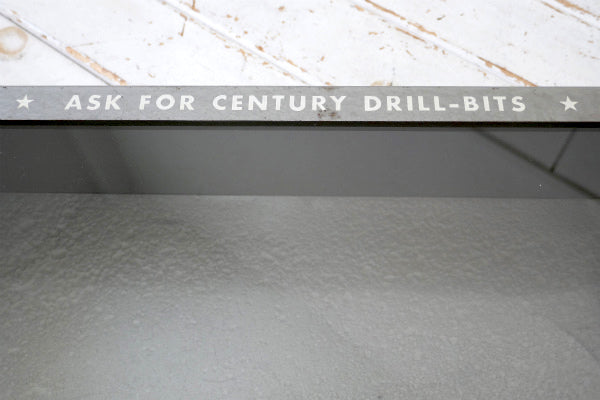 ★ ASK FOR CENTURY DRILL-BITS ★